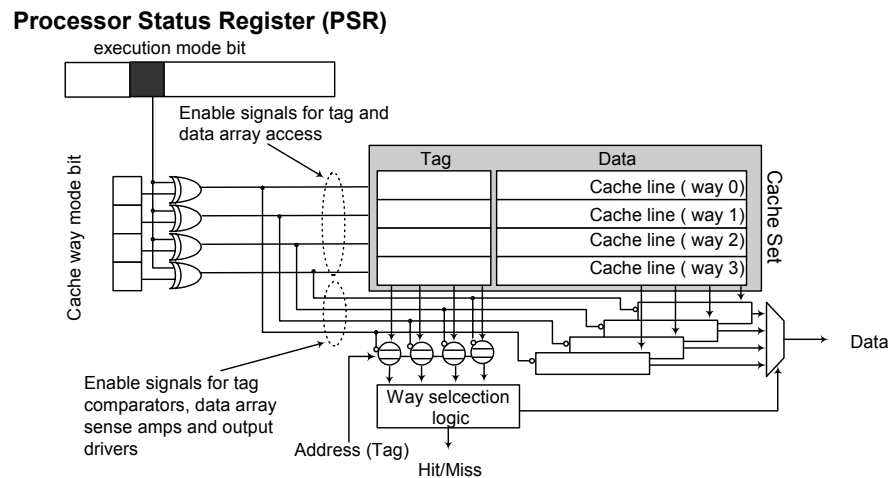 Processor Status Register (PSR)
execution mode bit
Enable signals for tag and
data array access
Cache way mode bit
Tag
Data
Cache line ( way 0)
Cache line ( way 1)
Cache line ( way 2)
Cache line ( way 3)
Cache Set
Data
Enable signals for tag
comparators, data array
sense amps and output
drivers
Way selcection
logic
Address (Tag)
Hit/Miss